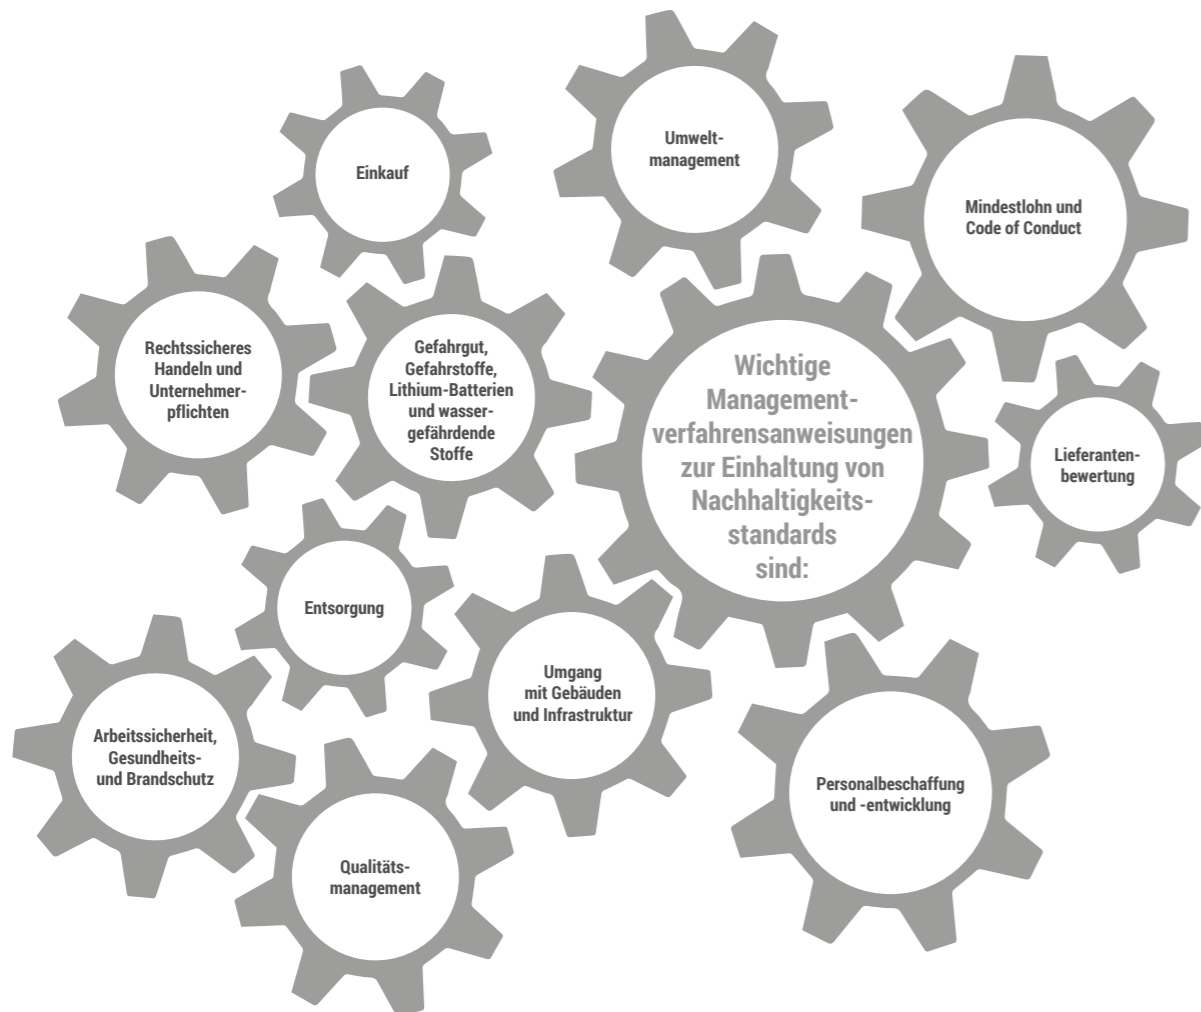 Einkauf
Umwelt-
management
Mindestlohn und
Code of Conduct
Rechtssicheres
Handeln und
Unternehmer-
pflichten
Gefahrgut,
Gefahrstoffe,
Lithium-Batterien
und wasser-
gefährdende
Stoffe
Wichtige
Management-
verfahrensanweisungen
zur Einhaltung von
Nachhaltigkeits-
standards
sind:
Lieferanten-
bewertung
Entsorgung
Umgang
mit Gebäuden
und Infrastruktur
Arbeitssicherheit,
Gesundheits-
und Brandschutz
Personalbeschaffung
und -entwicklung
Qualitäts-
management